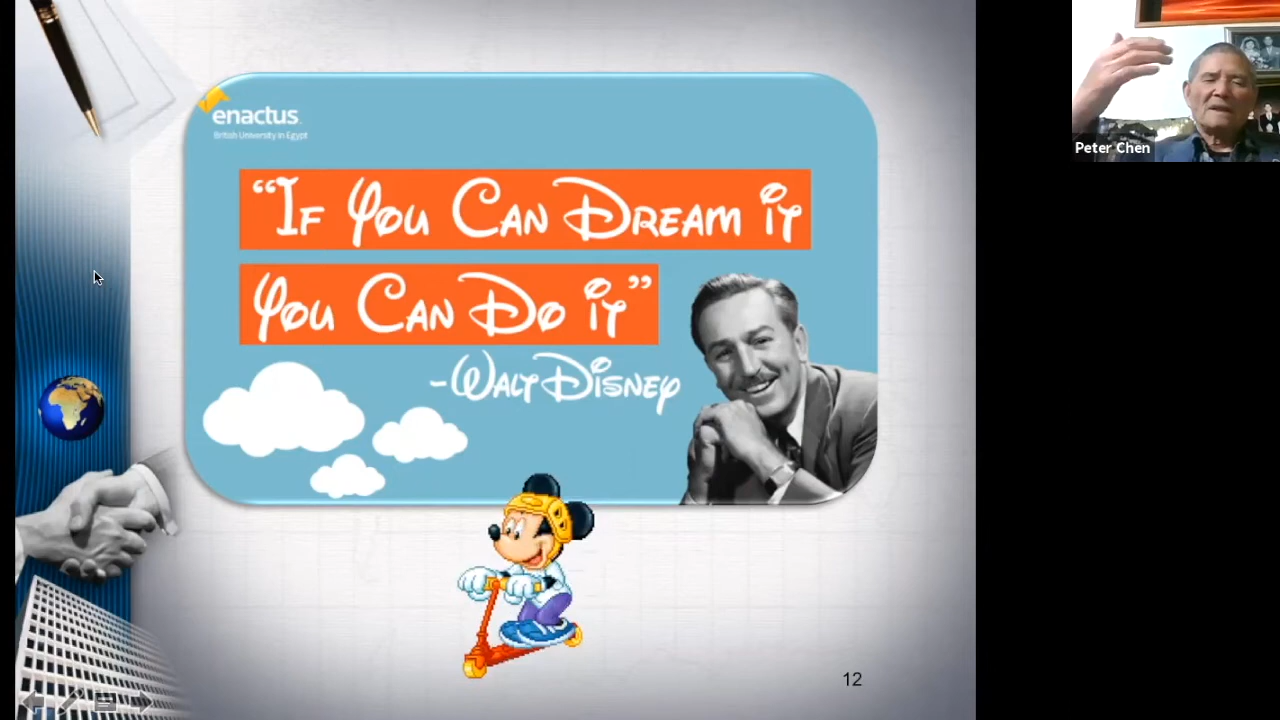 enactus
British University in Egypt
“If You Can Dream it
You Can Do it”
-Walt Disney
12
Peter Chen